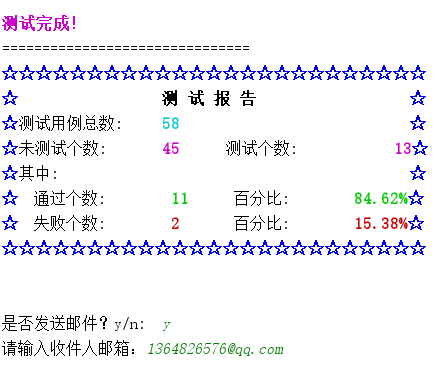 测试完成!
===============================
☆☆☆☆☆☆☆☆☆☆☆☆☆☆☆☆☆☆☆☆☆☆☆☆☆☆
☆ 测 试 报 告 ☆
☆测试用例总数: 58 ☆
☆未测试个数: 45 测试个数: 13☆
☆其中: ☆
☆ 通过个数: 11 百分比: 84.62%☆
☆ 失败个数: 2 百分比: 15.38%☆
☆☆☆☆☆☆☆☆☆☆☆☆☆☆☆☆☆☆☆☆☆☆☆☆☆☆
是否发送邮件？y/n: y
请输入收件人邮箱：1364826576@qq.com